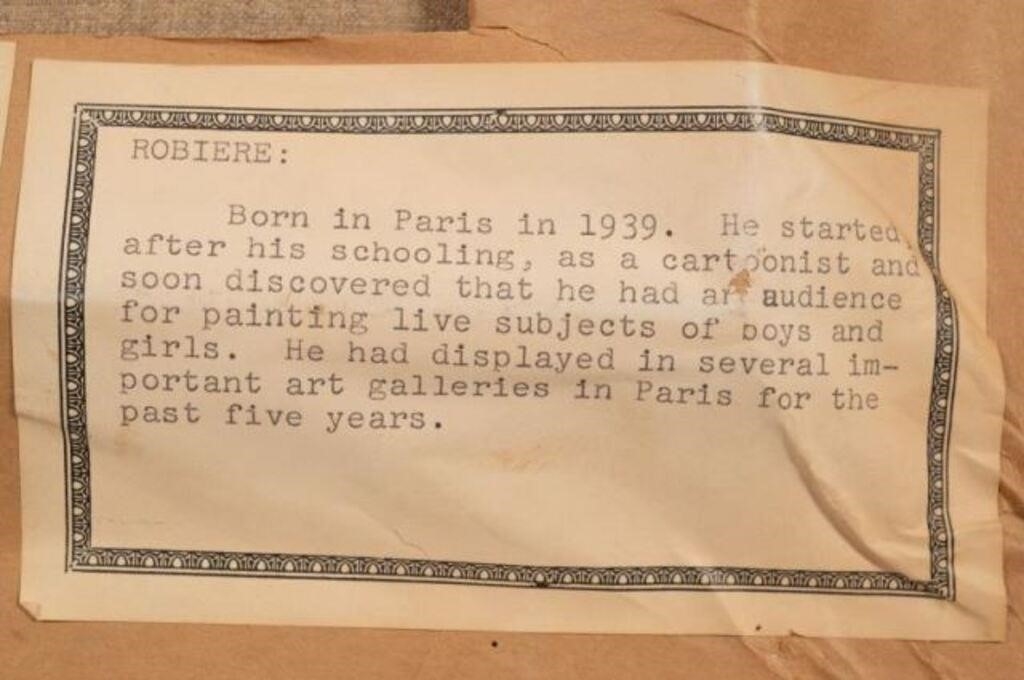 ROBIERE:
Born in Paris in 1939. He started
after his schooling, as a cartoonist and
soon discovered that he had an audience
for painting live subjects of boys and
girls. He had displayed in several im-
portant art galleries in Paris for the
past five years.